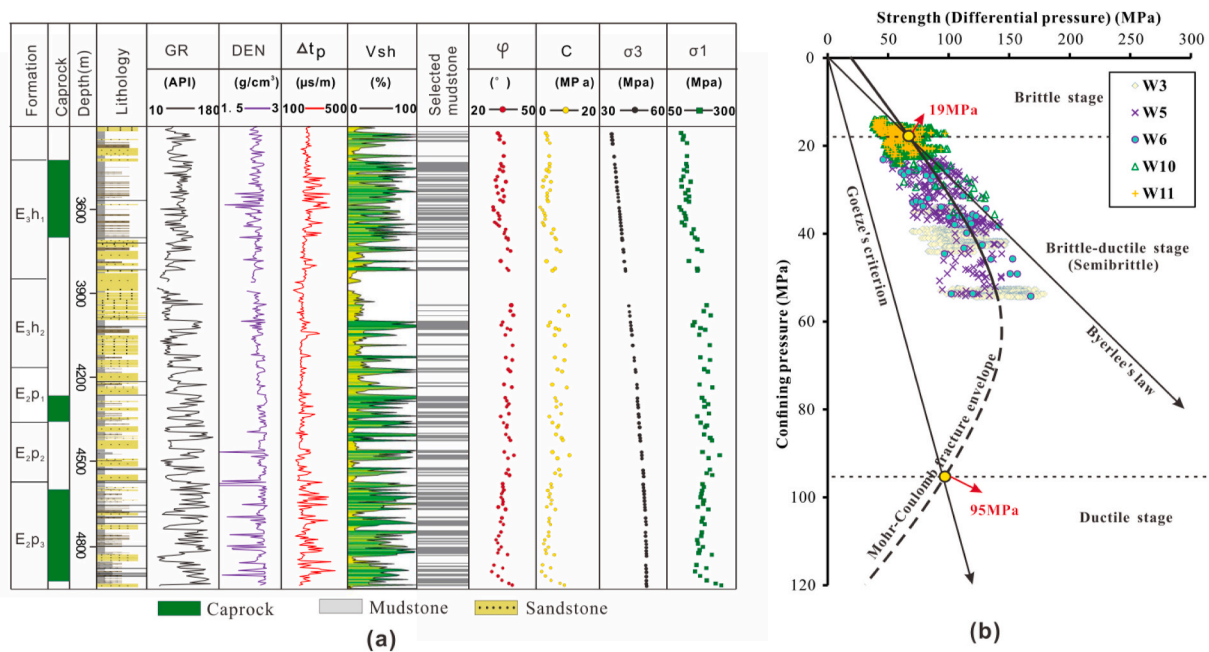 Formation
Caprock
Depth(m)
Lithology
GR
(API)
10 180
DEN
(g/cm³)
1.5 3
Δtp
(μs/m)
100 500
Vsh
(%)
0 100
Selected
mudstone
φ
(°)
20 50
C
(MPa)
0 20
σ3
(Mpa)
30 60
σ1
(Mpa)
50 300
E₃h₁
E₃h₂
E₂p₁
E₂p₂
E₂p₃
3600
3900
4200
4500
4800
Caprock
Mudstone
Sandstone
(a)
Strength (Differential pressure) (MPa)
0 50 100 150 200 250 300
Confining pressure (MPa)
0
20
40
60
80
100
120
Brittle stage
19MPa
W3
W5
W6
W10
W11
Goetze's criterion
Brittle-ductile stage
(Semibrittle)
Byerlee's law
Mohr-Coulomb fracture envelope
95MPa
Ductile stage
(b)